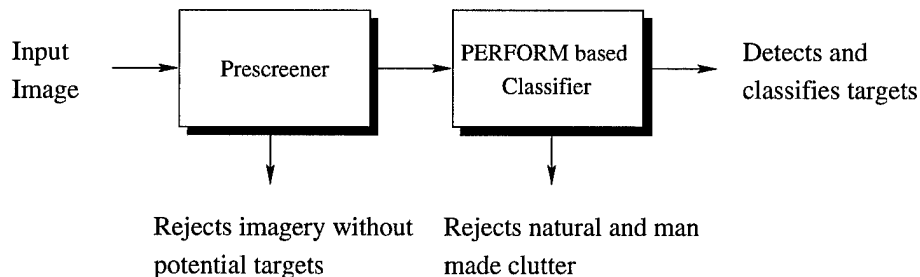 Input
Image
Prescreener
PERFORM based
Classifier
Detects and
classifies targets
Rejects imagery without
potential targets
Rejects natural and man
made clutter